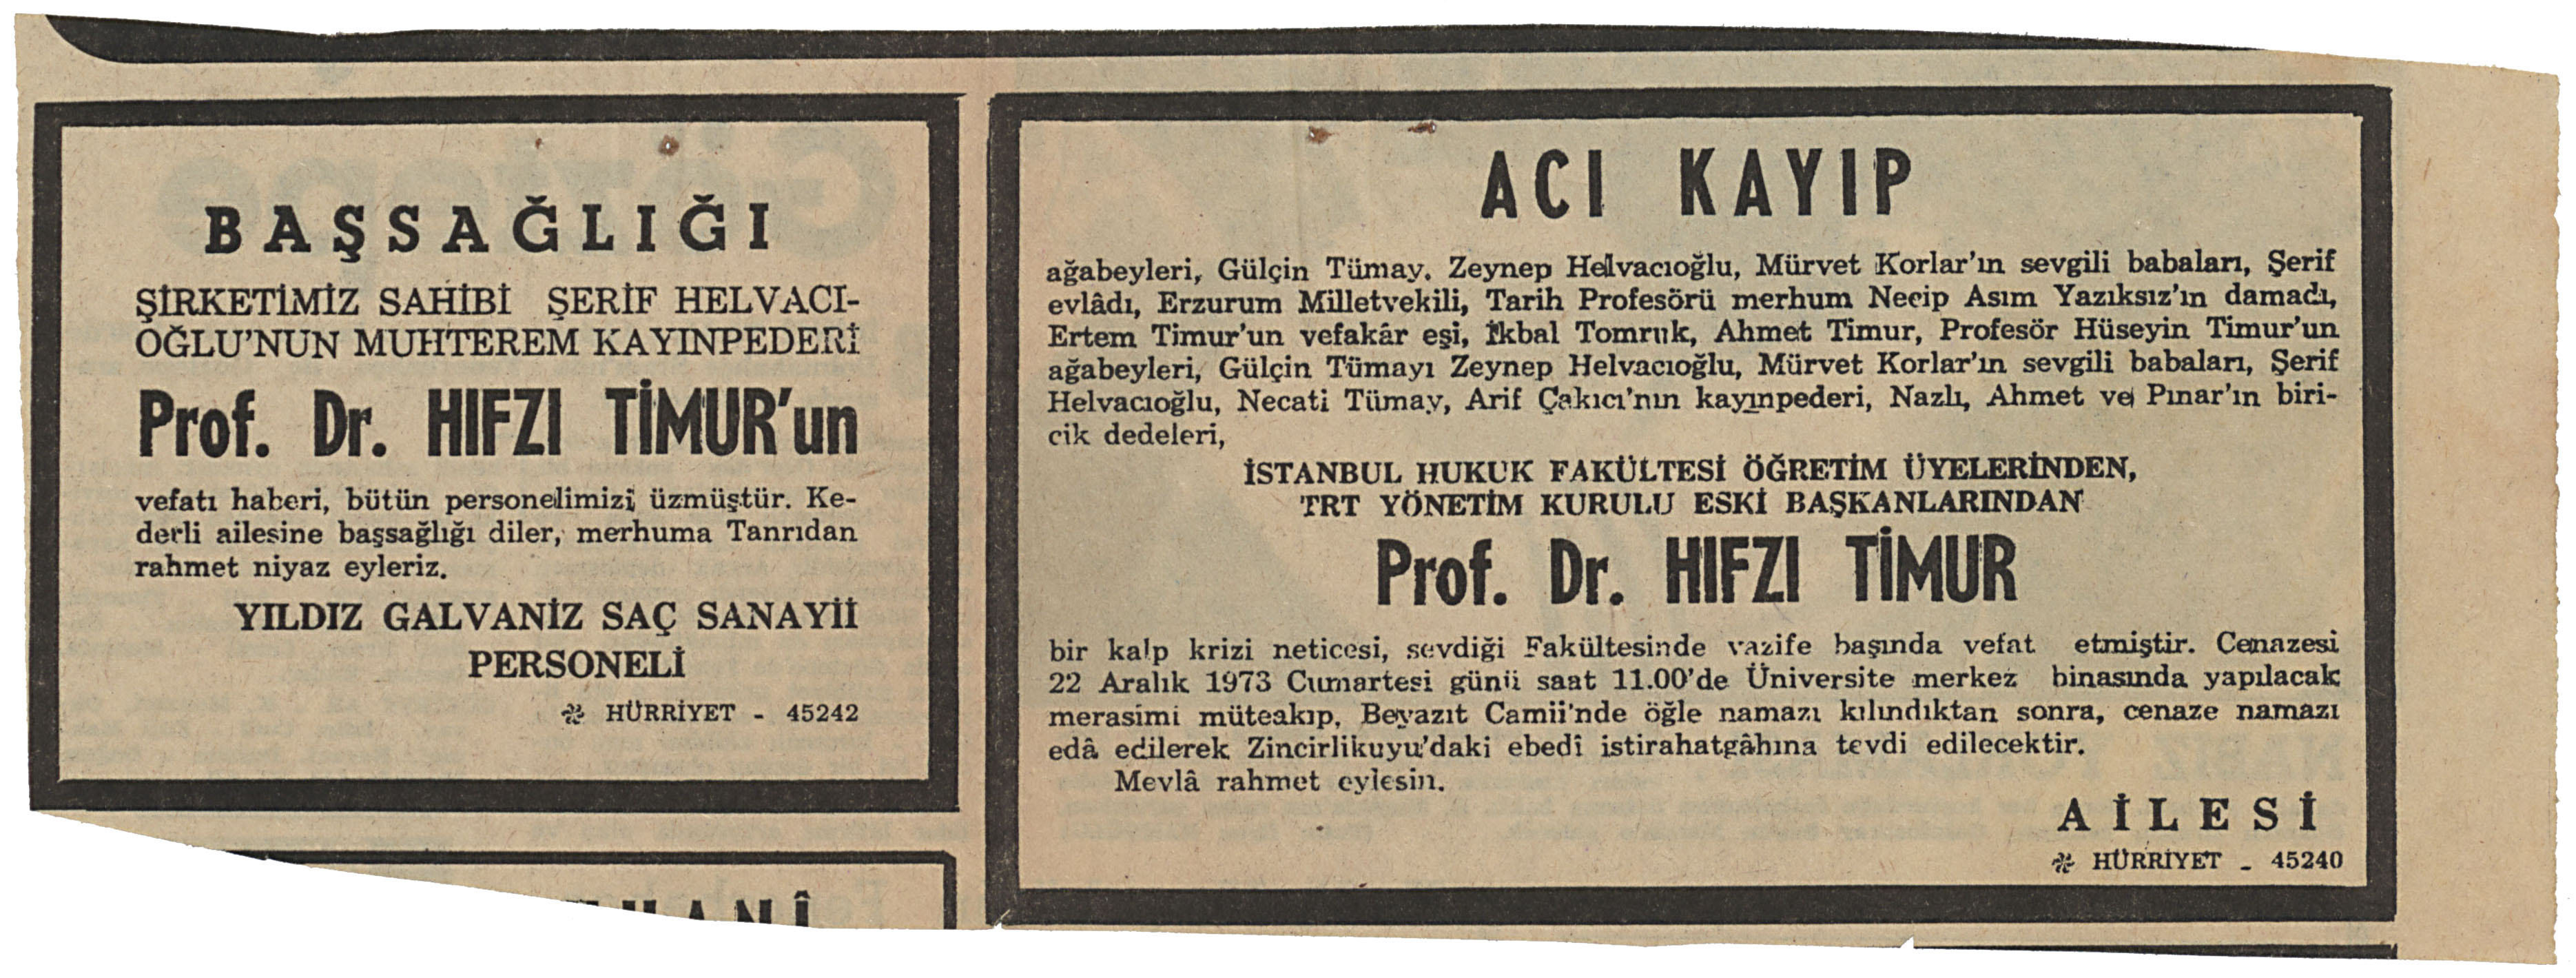 BAŞSAĞLIĞI
ŞİRKETİMİZ SAHİBİ ŞERİF HELVACI-
OĞLU'NUN MUHTEREM KAYINPEDERİ
Prof. Dr. HIFZI TİMUR'un
vefatı haberi, bütün personelimizi üzmüştür. Ke-
derli ailesine başsağlığı diler, merhuma Tanrıdan
rahmet niyaz eyleriz.
YILDIZ GALVANİZ SAÇ SANAYİİ
PERSONELİ
HÜRRİYET - 45242
ACI KAYIP
ağabeyleri, Gülçin Tümay. Zeynep Helvacıoğlu, Mürvet Korlar'ın sevgili babaları, Şerif
evlâdı, Erzurum Milletvekili, Tarih Profesörü merhum Necip Asım Yazıksız'ın damadı,
Ertem Timur'un vefakâr eşi, İkbal Tomruk, Ahmet Timur, Profesör Hüseyin Timur'un
ağabeyleri, Gülçin Tümayı Zeynep Helvacıoğlu, Mürvet Korlar'ın sevgili babaları, Şerif
Helvacıoğlu, Necati Tümay, Arif Çakıcı'nın kayınpederi, Nazlı, Ahmet ve Pınar'ın biri-
cik dedeleri,
İSTANBUL HUKUK FAKÜLTESİ ÖĞRETİM ÜYELERİNDEN,
TRT YÖNETİM KURULU ESKİ BAŞKANLARINDAN
Prof. Dr. HIFZI TİMUR
bir kalp krizi neticesi, sevdiği Fakültesinde vazife başında vefat etmiştir. Cenazesi
22 Aralık 1973 Cumartesi günü saat 11.00'de Üniversite merkez binasında yapılacak
merasimi müteakıp, Beyazıt Camii'nde öğle namazı kılındıktan sonra, cenaze namazı
edâ edilerek Zincirlikuyu'daki ebedî istirahatgâhına tevdi edilecektir.
Mevlâ rahmet eylesin.
AİLESİ
HÜRRİYET - 45240